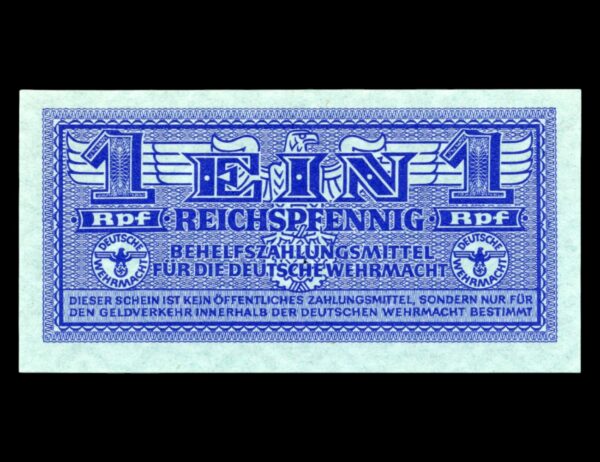 1 EIN 1
Rpf · REICHSPFENNIG · Rpf
DEUTSCHE WEHRMACHT
BEHELFSZAHLUNGSMITTEL
FÜR DIE DEUTSCHE WEHRMACHT
DEUTSCHE WEHRMACHT
DIESER SCHEIN IST KEIN ÖFFENTLICHES ZAHLUNGSMITTEL, SONDERN NUR FÜR
DEN GELDVERKEHR INNERHALB DER DEUTSCHEN WEHRMACHT BESTIMMT